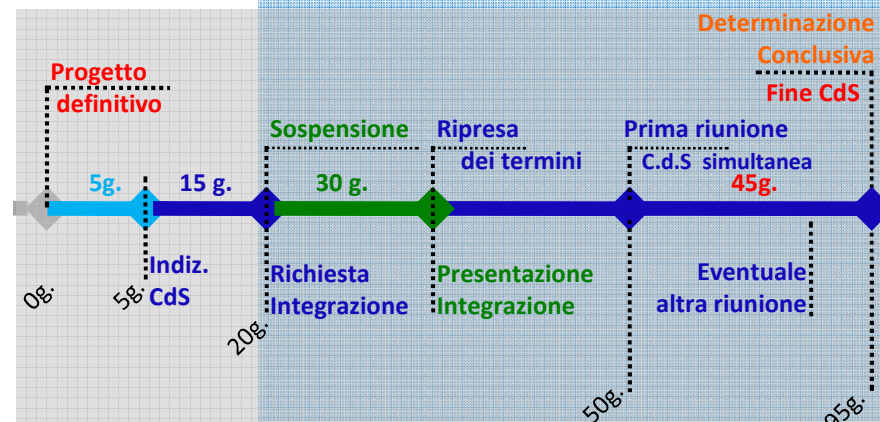 Determinazione
Conclusiva
Fine CdS
Progetto
definitivo
Sospensione
Ripresa
dei termini
Prima riunione
C.d.S simultanea
5g.
15 g.
30 g.
45g.
Indiz.
CdS
Richiesta
Integrazione
Presentazione
Integrazione
Eventuale
altra riunione
0g.
5g.
20g.
50g.
95g.